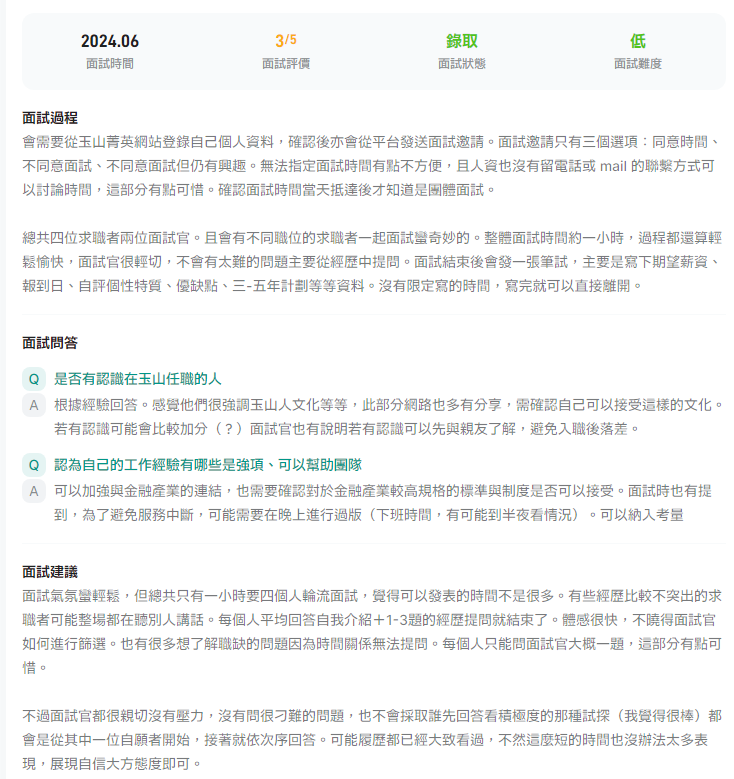 2024.06
3/5
錄取
低
面試時間
面試評價
面試狀態
面試難度
面試過程
會需要從玉山菁英網站登錄自己個人資料，確認後亦會從平台發送面試邀請。面試邀請只有三個選項：同意時間、
不同意面試、不同意面試但仍有興趣。無法指定面試時間有點不方便，且人資也沒有留電話或 mail 的聯繫方式可
以討論時間，這部分有點可惜。確認面試時間當天抵達後才知道是團體面試。
總共四位求職者兩位面試官。且會有不同職位的求職者一起面試蠻奇妙的。整體面試時間約一小時，過程都還算輕
鬆愉快，面試官很輕切，不會有太難的問題主要從經歷中提問。面試結束後會發一張筆試，主要是寫下期望薪資、
報到日、自評個性特質、優缺點、三-五年計劃等等資料。沒有限定寫的時間，寫完就可以直接離開。
面試問答
Q 是否有認識在玉山任職的人
A 根據經驗回答。感覺他們很強調玉山人文化等等，此部分網路也多有分享，需確認自己可以接受這樣的文化。
若有認識可能會比較加分（？）面試官也有說明若有認識可以先與親友了解，避免入職後落差。
Q 認為自己的工作經驗有哪些是強項、可以幫助團隊
A 可以加強與金融產業的連結，也需要確認對於金融產業較高規格的標準與制度是否可以接受。面試時也有提
到，為了避免服務中斷，可能需要在晚上進行過版（下班時間，有可能到半夜看情況）。可以納入考量
面試建議
面試氣氛蠻輕鬆，但總共只有一小時要四個人輪流面試，覺得可以發表的時間不是很多。有些經歷比較不突出的求
職者可能整場都在聽別人講話。每個人平均回答自我介紹＋1-3題的經歷提問就結束了。體感很快，不曉得面試官
如何進行篩選。也有很多想了解職缺的問題因為時間關係無法提問。每個人只能問面試官大概一題，這部分有點可
惜。
不過面試官都很親切沒有壓力，沒有問很刁難的問題，也不會採取誰先回答看積極度的那種試探（我覺得很棒）都
會是從其中一位自願者開始，接著就依次序回答。可能履歷都已經大致看過，不然這麼短的時間也沒辦法太多表
現，展現自信大方態度即可。